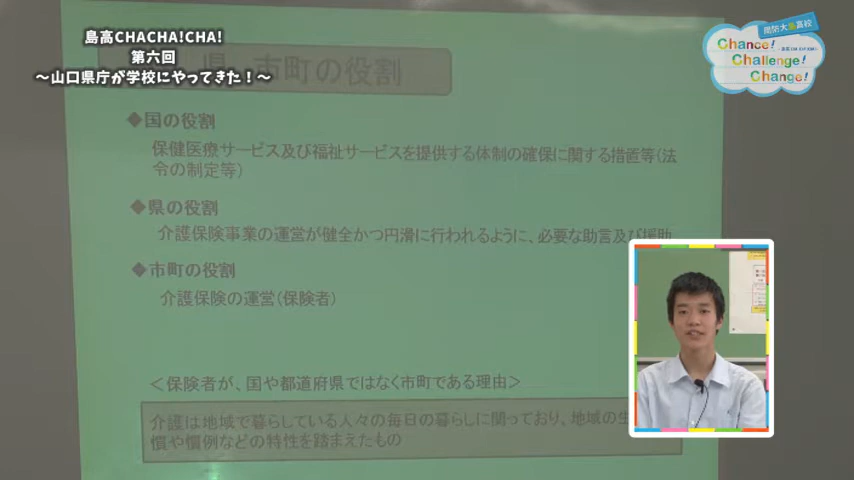 島高CHACHA!CHA!
第六回
～山口県庁が学校にやってきた！～
周防大島高校
Chance!
Challenge!
Change!
県・市町の役割
◆国の役割
保健医療サービス及び福祉サービスを提供する体制の確保に関する措置等(法
令の制定等)
◆県の役割
介護保険事業の運営が健全かつ円滑に行われるように、必要な助言及び援助
◆市町の役割
介護保険の運営(保険者)
＜保険者が、国や都道府県ではなく市町である理由＞
介護は地域で暮らしている人々の毎日の暮らしに関っており、地域の生
慣や慣例などの特性を踏まえたもの